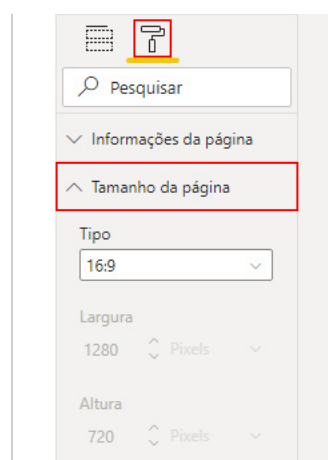 Pesquisar
Informações da página
Tamanho da página
Tipo
16:9
Largura
1280 Pixels
Altura
720 Pixels